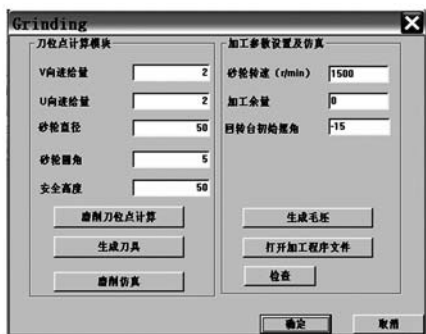 Grinding
刀位点计算模块
V向进给量 2
U向进给量 2
砂轮直径 50
砂轮圆角 5
安全高度 50
磨削刀位点计算
生成刀具
磨削仿真
加工参数设置及仿真
砂轮转速（r/min） 1500
加工余量 0
回转台初始摆角 -15
生成毛坯
打开加工程序文件
检查
确定
取消